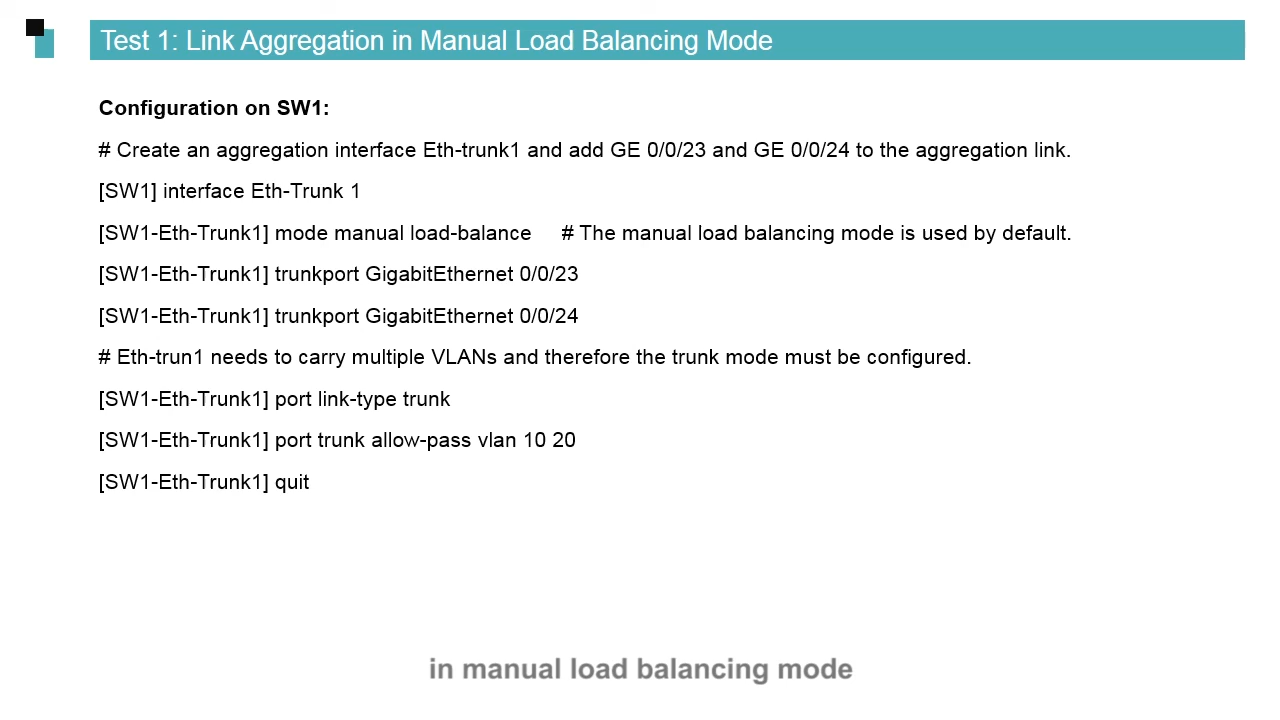 Test 1: Link Aggregation in Manual Load Balancing Mode
Configuration on SW1:
# Create an aggregation interface Eth-trunk1 and add GE 0/0/23 and GE 0/0/24 to the aggregation link.
[SW1] interface Eth-Trunk 1
[SW1-Eth-Trunk1] mode manual load-balance # The manual load balancing mode is used by default.
[SW1-Eth-Trunk1] trunkport GigabitEthernet 0/0/23
[SW1-Eth-Trunk1] trunkport GigabitEthernet 0/0/24
# Eth-trun1 needs to carry multiple VLANs and therefore the trunk mode must be configured.
[SW1-Eth-Trunk1] port link-type trunk
[SW1-Eth-Trunk1] port trunk allow-pass vlan 10 20
[SW1-Eth-Trunk1] quit
in manual load balancing mode